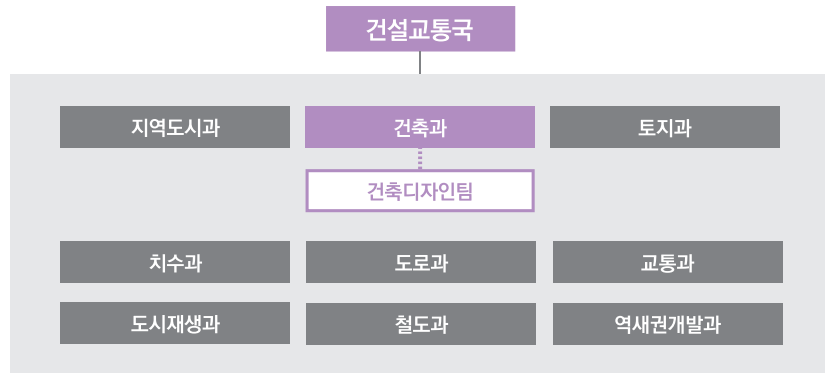 건설교통국
지역도시과 건축과 토지과
건축디자인팀
치수과 도로과 교통과
도시재생과 철도과 역새권개발과